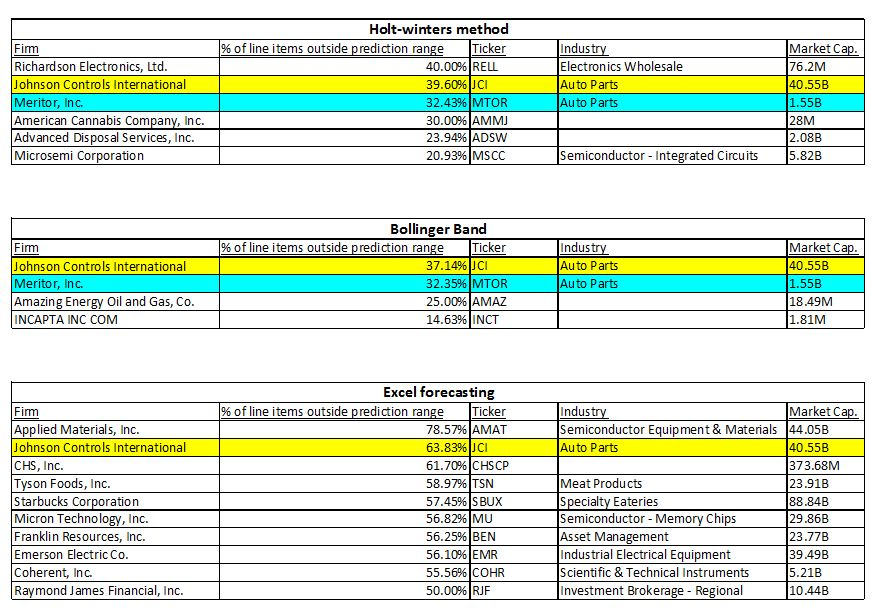 Holt-winters method
Firm % of line items outside prediction range Ticker Industry Market Cap.
Richardson Electronics, Ltd. 40.00% RELL Electronics Wholesale 76.2M
Johnson Controls International 39.60% JCI Auto Parts 40.55B
Meritor, Inc. 32.43% MTOR Auto Parts 1.55B
American Cannabis Company, Inc. 30.00% AMMJ 28M
Advanced Disposal Services, Inc. 23.94% ADSW 2.08B
Microsemi Corporation 20.93% MSCC Semiconductor - Integrated Circuits 5.82B
Bollinger Band
Firm % of line items outside prediction range Ticker Industry Market Cap.
Johnson Controls International 37.14% JCI Auto Parts 40.55B
Meritor, Inc. 32.35% MTOR Auto Parts 1.55B
Amazing Energy Oil and Gas, Co. 25.00% AMAZ 18.49M
INCAPTA INC COM 14.63% INCT 1.81M
Excel forecasting
Firm % of line items outside prediction range Ticker Industry Market Cap.
Applied Materials, Inc. 78.57% AMAT Semiconductor Equipment & Materials 44.05B
Johnson Controls International 63.83% JCI Auto Parts 40.55B
CHS, Inc. 61.70% CHSCP 373.68M
Tyson Foods, Inc. 58.97% TSN Meat Products 23.91B
Starbucks Corporation 57.45% SBUX Specialty Eateries 88.84B
Micron Technology, Inc. 56.82% MU Semiconductor - Memory Chips 29.86B
Franklin Resources, Inc. 56.25% BEN Asset Management 23.77B
Emerson Electric Co. 56.10% EMR Industrial Electrical Equipment 39.49B
Coherent, Inc. 55.56% COHR Scientific & Technical Instruments 5.21B
Raymond James Financial, Inc. 50.00% RJF Investment Brokerage - Regional 10.44B